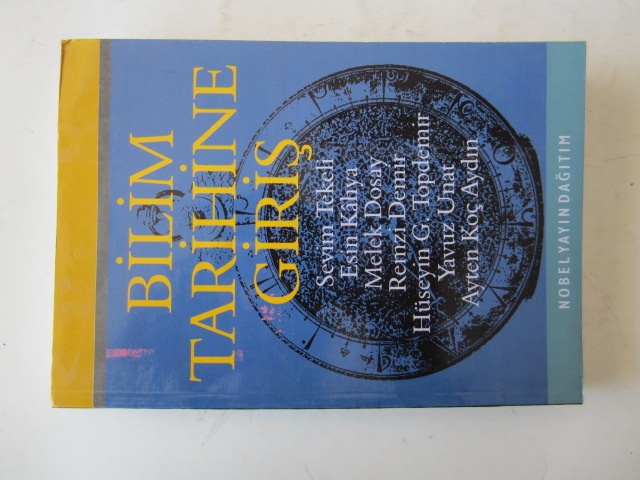 BİLİM
TARİHİNE
GİRİŞ
Sevim Tekeli
Esin Kâhya
Melek Dosay
Remzi Demir
Hüseyin G. Topdemir
Yavuz Unat
Ayten Koç Aydın
NOBEL YAYIN DAĞITIM